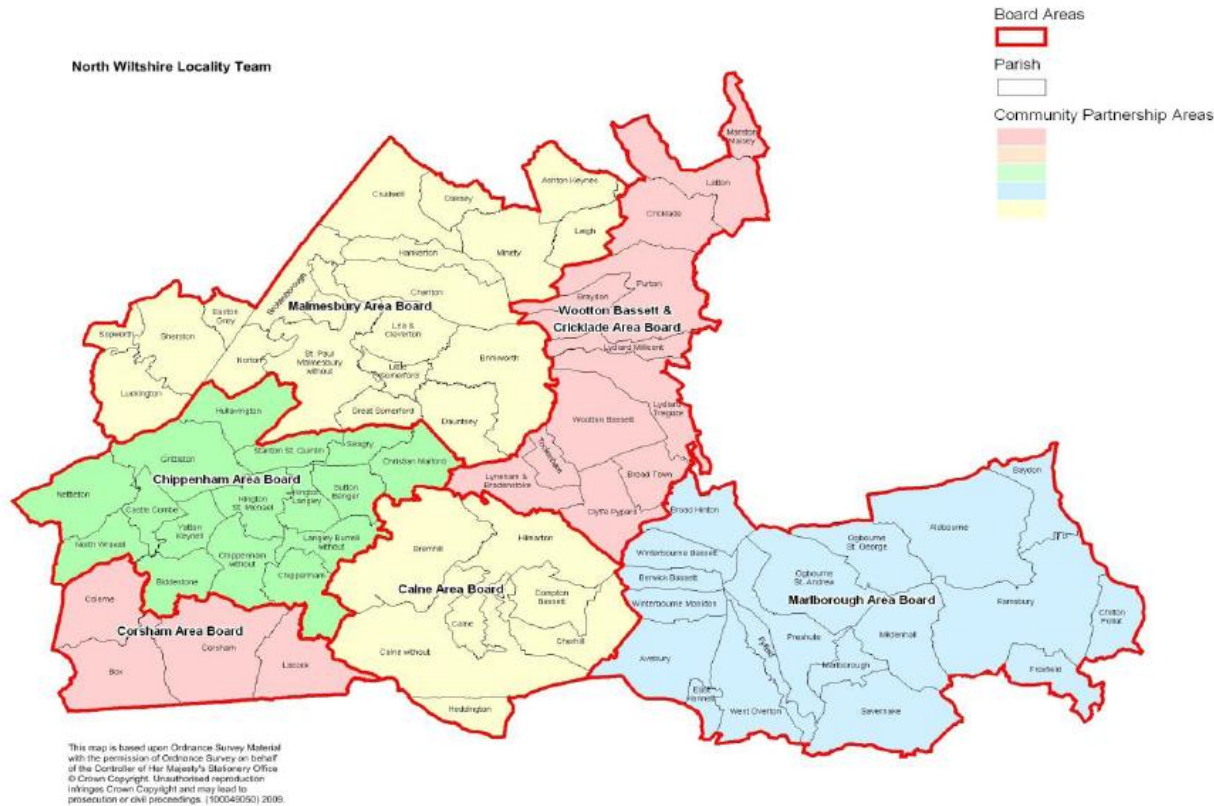 North Wiltshire Locality Team
Board Areas
Parish
Community Partnership Areas
Marston
Maisey
Latton
Cricklade
Ashton Keynes
Crudwell
Oaksey
Leigh
Minety
Hankerton
Purton
Charlton
Braydon
Brokenborough
Malmesbury Area Board
Wootton Bassett &
Cricklade Area Board
Easton
Grey
Sopworth
Sherston
Lea &
Cleverton
Lydiard Millicent
Norton
St. Paul
Malmesbury
without
Brinkworth
Little
Somerford
Luckington
Great Somerford
Dauntsey
Lydiard
Tregoze
Hullavington
Wootton Bassett
Seagry
Stanton St. Quintin
Grittleton
Christian Malford
Tockenham
Broad Town
Chippenham Area Board
Lyneham &
Bradenstoke
Nettleton
Sutton
Benger
Kington
Langley
Kington
St. Michael
Castle Combe
Yatton
Keynell
Clyffe Pypard
Broad Hinton
Baydon
Aldbourne
North Wraxall
Langley Burrell
without
Chippenham
without
Hilmarton
Bremhill
Ogbourne
St. George
Winterbourne Bassett
Biddestone
Chippenham
Berwick Bassett
Ogbourne
St. Andrew
Calne Area Board
Compton
Bassett
Colerne
Winterbourne Monkton
Marlborough Area Board
Ramsbury
Chilton
Foliat
Corsham Area Board
Corsham
Calne
Cherhill
Preshute
Mildenhall
Fyfield
Calne without
Avebury
Marlborough
Froxfield
Box
Lacock
East
Kennett
West Overton
Savernake
Heddington
This map is based upon Ordnance Survey Material
with the permission of Ordnance Survey on behalf
of the Controller of Her Majesty's Stationery Office
© Crown Copyright. Unauthorised reproduction
infringes Crown Copyright and may lead to
prosecution or civil proceedings. (100049050) 2009.